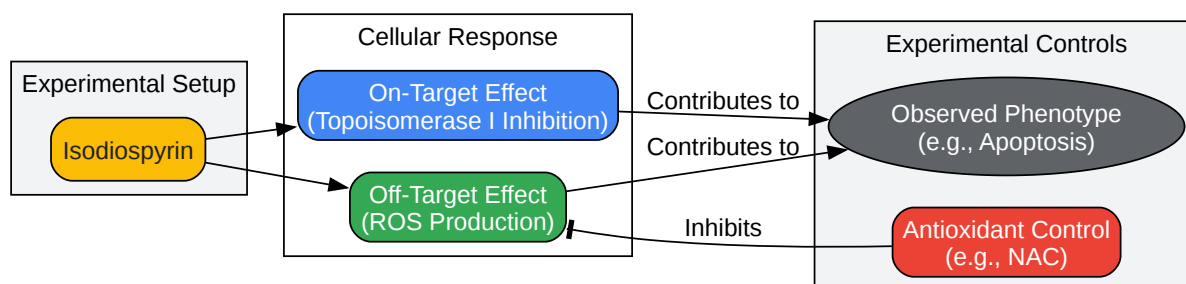 Experimental Setup
Isodiospyrin
Cellular Response
On-Target Effect
(Topoisomerase I Inhibition)
Off-Target Effect
(ROS Production)
Contributes to
Contributes to
Inhibits
Experimental Controls
Observed Phenotype
(e.g., Apoptosis)
Antioxidant Control
(e.g., NAC)